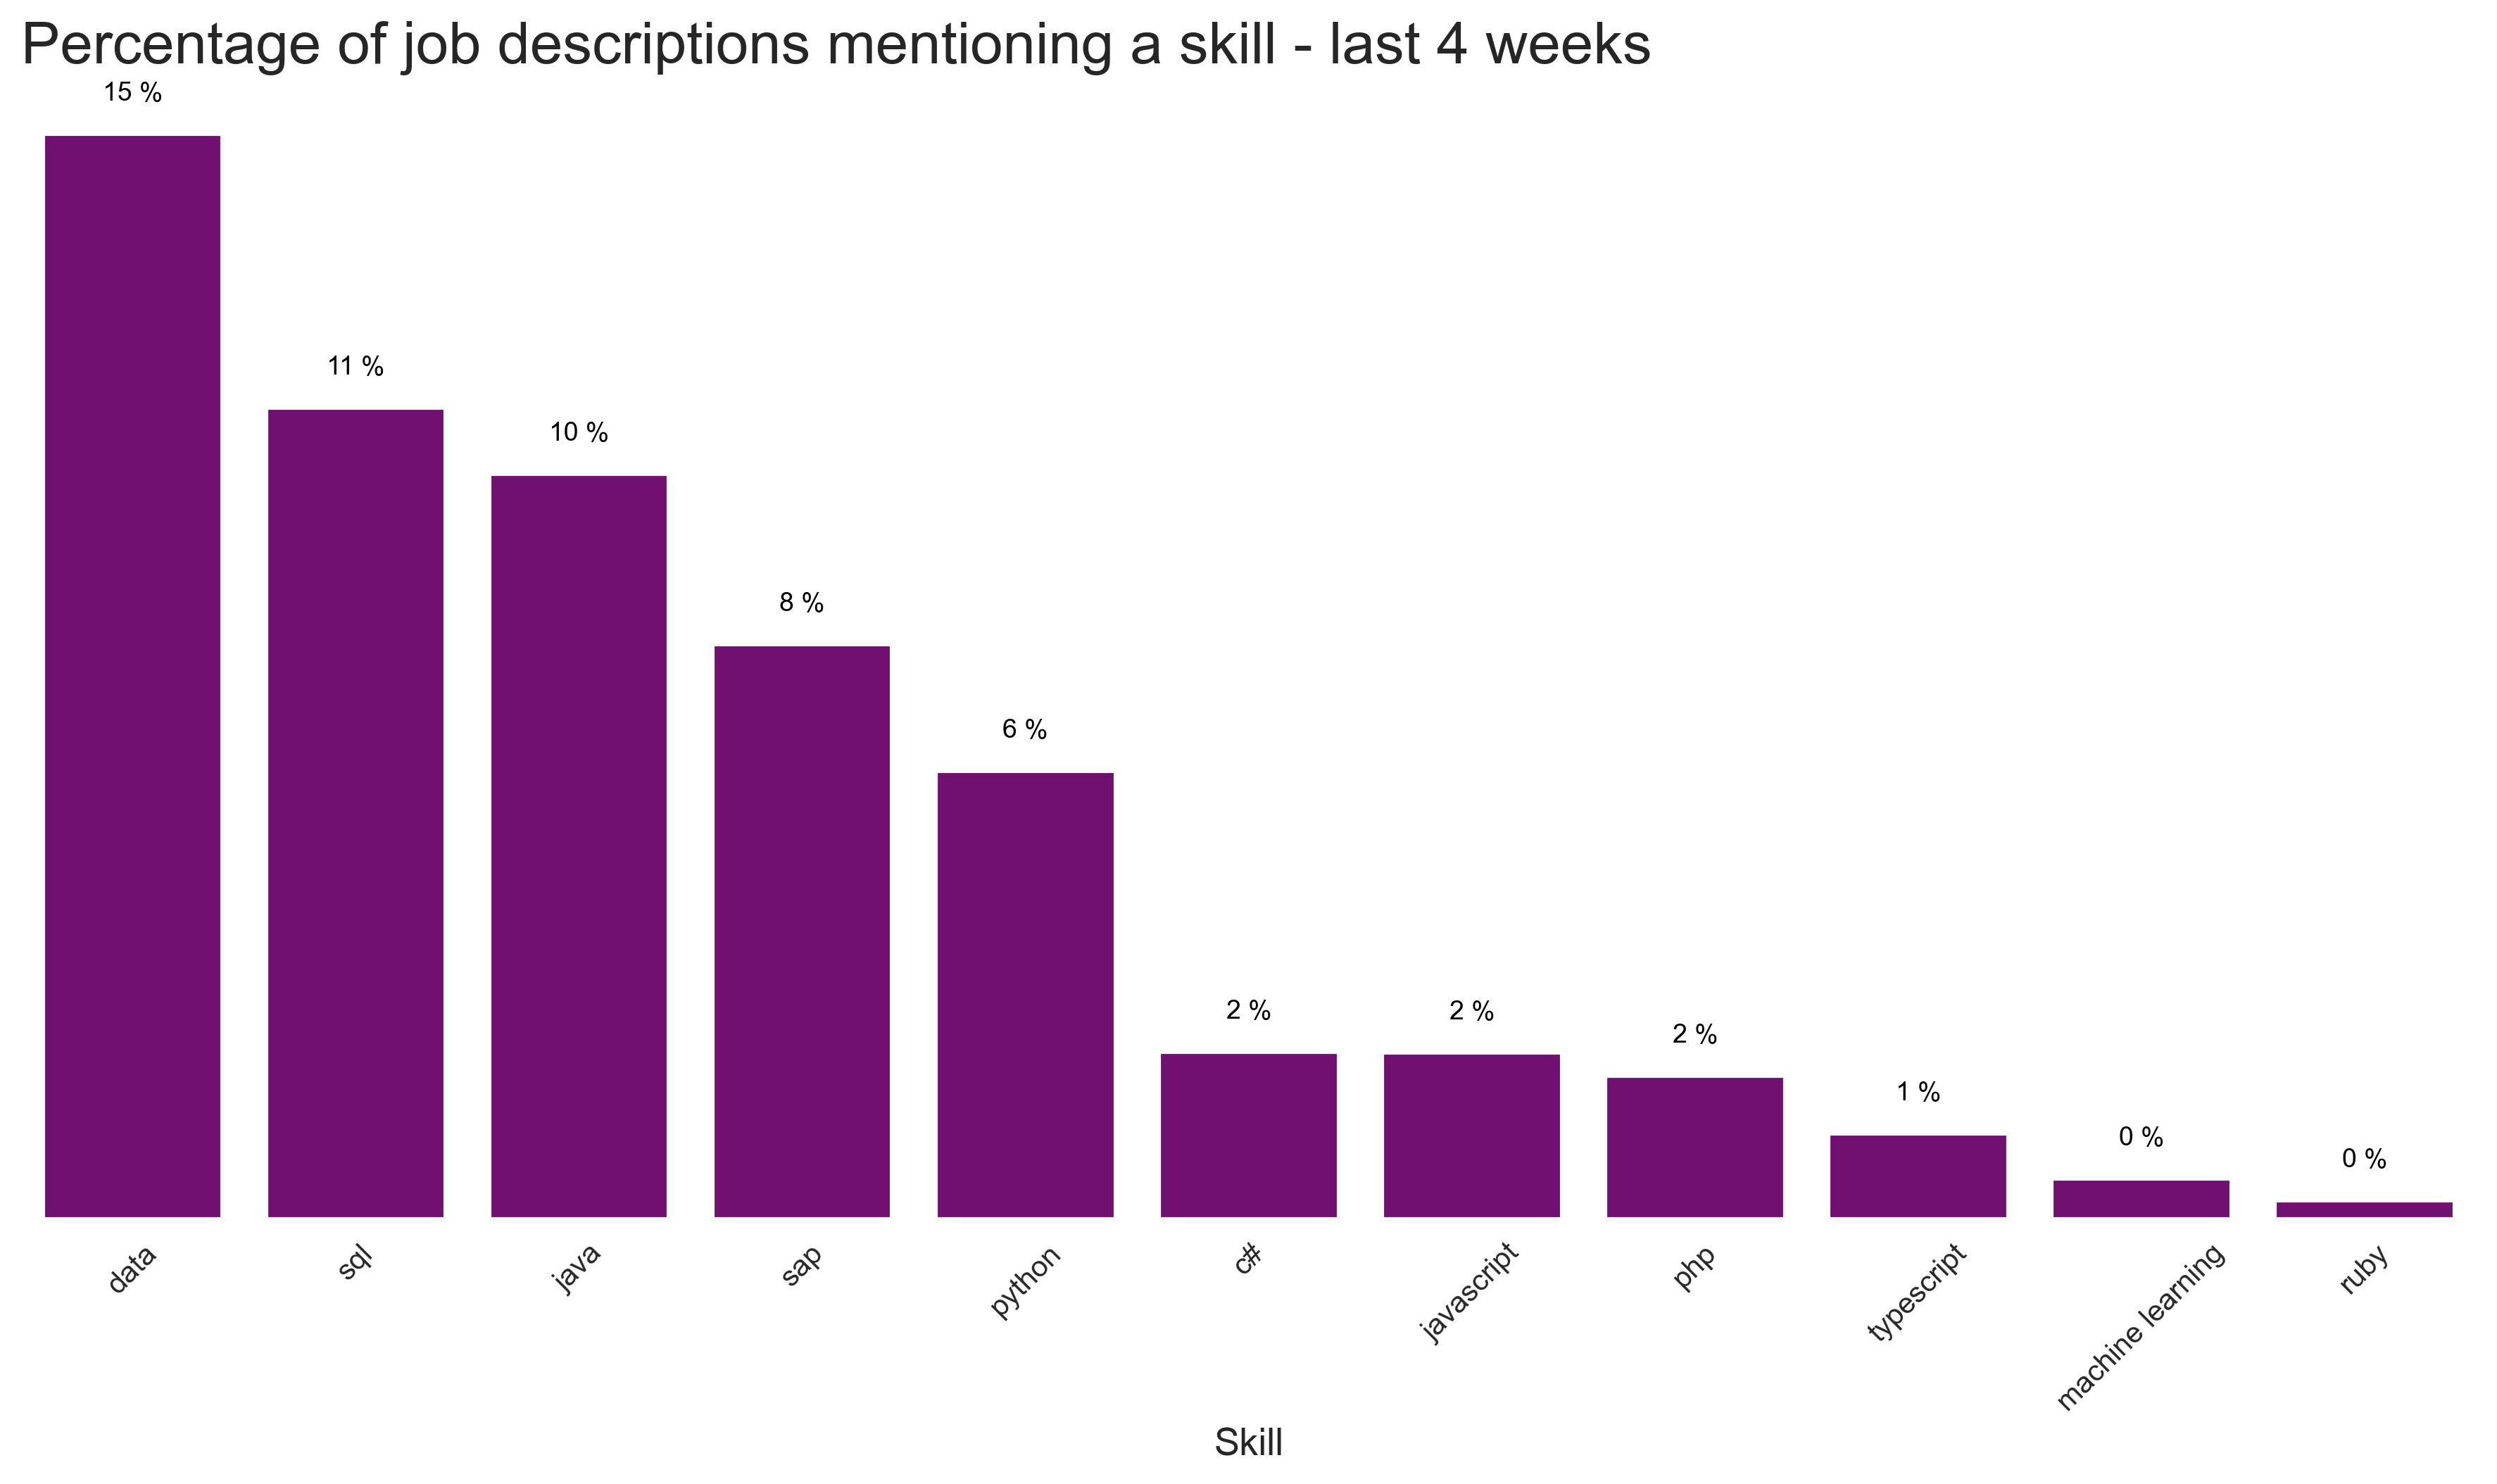 Percentage of job descriptions mentioning a skill - last 4 weeks
15 %
11 %
10 %
8 %
6 %
2 %
2 %
2 %
1 %
0 %
0 %
data
sql
java
sap
python
c#
javascript
php
typescript
machine learning
ruby
Skill